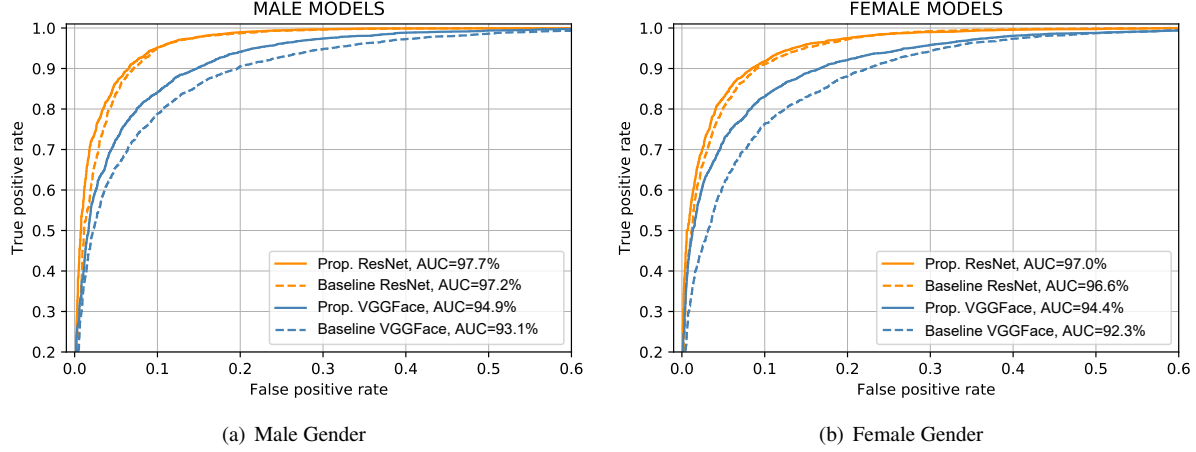 MALE MODELS
True positive rate
1.0
0.9
0.8
0.7
0.6
0.5
0.4
0.3
0.2
Prop. ResNet, AUC=97.7%
Baseline ResNet, AUC=97.2%
Prop. VGGFace, AUC=94.9%
Baseline VGGFace, AUC=93.1%
0.0 0.1 0.2 0.3 0.4 0.5 0.6
False positive rate
(a) Male Gender
FEMALE MODELS
True positive rate
1.0
0.9
0.8
0.7
0.6
0.5
0.4
0.3
0.2
Prop. ResNet, AUC=97.0%
Baseline ResNet, AUC=96.6%
Prop. VGGFace, AUC=94.4%
Baseline VGGFace, AUC=92.3%
0.0 0.1 0.2 0.3 0.4 0.5 0.6
False positive rate
(b) Female Gender